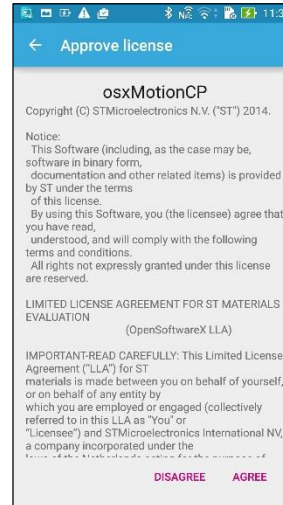 11:3
Approve license
osxMotionCP
Copyright (C) STMicroelectronics N.V. ("ST") 2014.
Notice:
This Software (including, as the case may be,
software in binary form,
documentation and other related items) is provided
by ST under the terms
of this license.
By using this Software, you (the licensee) agree that
you have read,
understood, and will comply with the following
terms and conditions.
All rights not expressly granted under this license
are reserved.
LIMITED LICENSE AGREEMENT FOR ST MATERIALS
EVALUATION
(OpenSoftwareX LLA)
IMPORTANT-READ CAREFULLY: This Limited License
Agreement ("LLA") for ST
materials is made between you on behalf of yourself,
or on behalf of any entity by
which you are employed or engaged (collectively
referred to in this LLA as "You" or
"Licensee") and STMicroelectronics International NV,
a company incorporated under the
DISAGREE AGREE